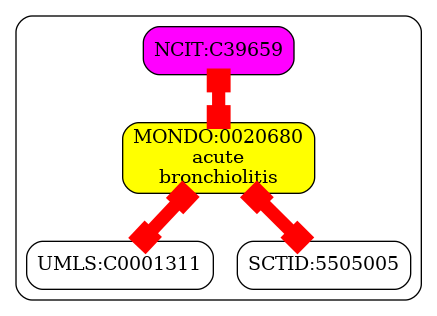 NCIT:C39659
MONDO:0020680
acute
bronchiolitis
UMLS:C0001311
SCTID:5505005